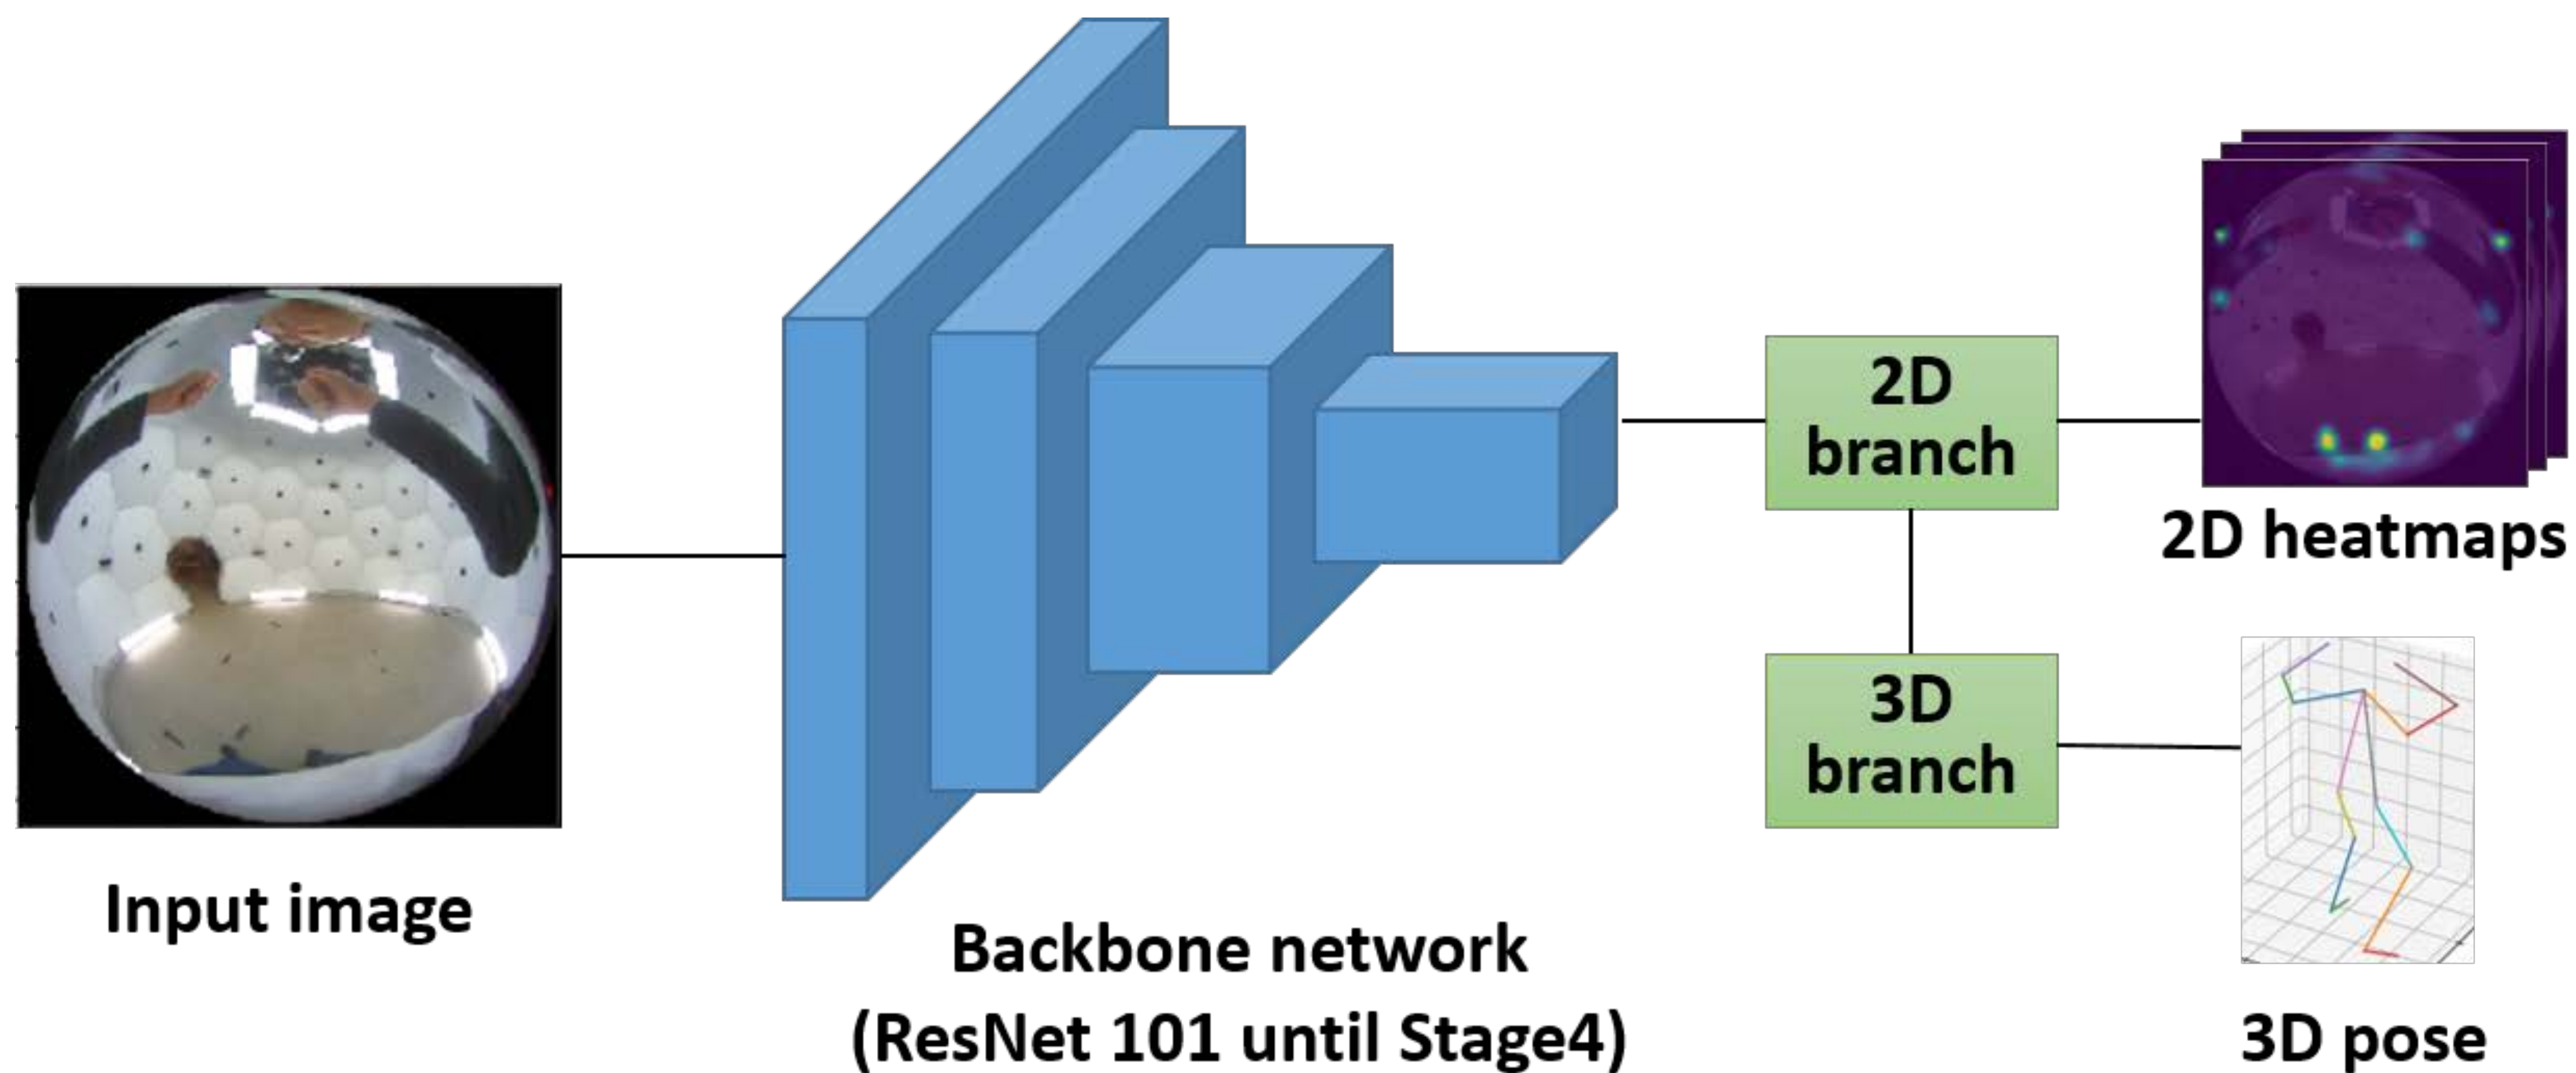 Input image
Backbone network
(ResNet 101 until Stage4)
2D
branch
3D
branch
2D heatmaps
3D pose